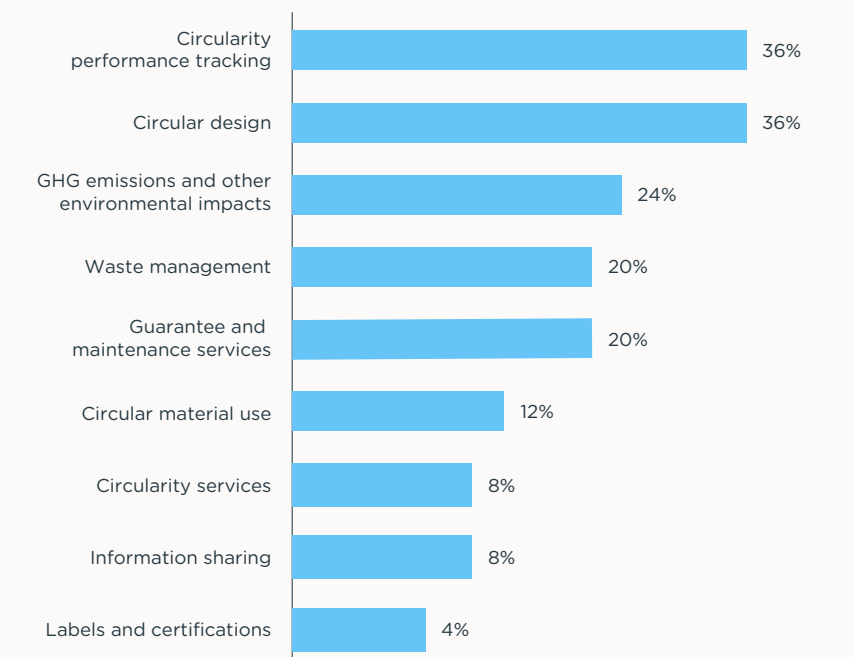 Circularity
performance tracking
36%
Circular design
36%
GHG emissions and other
environmental impacts
24%
Waste management
20%
Guarantee and
maintenance services
20%
Circular material use
12%
Circularity services
8%
Information sharing
8%
Labels and certifications
4%